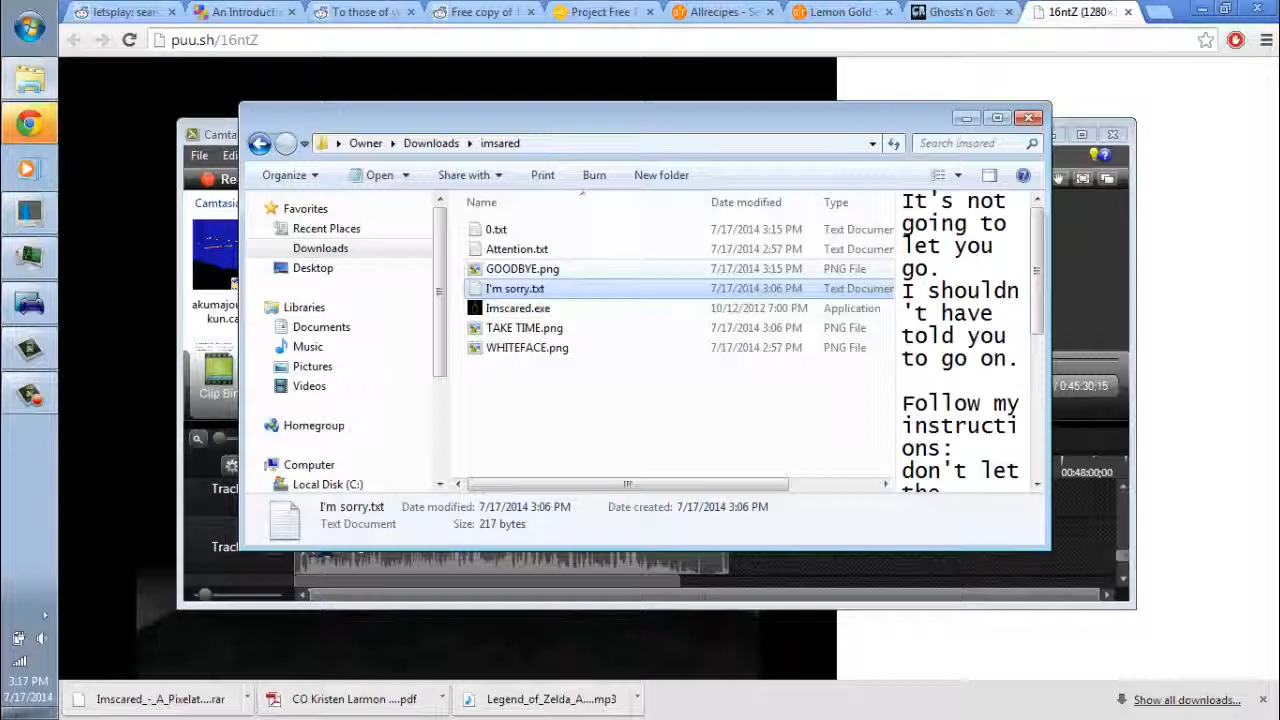 letsplay: sear
An Introduct
To those of v
Free copy of l
Project Free T
Allrecipes - Se
Lemon Gold
Ghosts'n Gob
16ntZ (1280×
puu.sh/16ntZ
Camta
File Edi
Re
Camtasia
akumajou
kun.ca
Clip Bin
Owner Downloads imsared
Search imsared
Organize Open Share with Print Burn New folder
Favorites
Recent Places
Downloads
Desktop
Libraries
Documents
Music
Pictures
Videos
Homegroup
Computer
Local Disk (C:)
Name Date modified Type
0.txt 7/17/2014 3:15 PM Text Documen
Attention.txt 7/17/2014 2:57 PM Text Documen
GOODBYE.png 7/17/2014 3:15 PM PNG File
I'm sorry.txt 7/17/2014 3:06 PM Text Documen
Imscared.exe 10/12/2012 7:00 PM Application
TAKE TIME.png 7/17/2014 3:06 PM PNG File
WHITEFACE.png 7/17/2014 2:57 PM PNG File
It's not
going to
let you
go.
I shouldn
't have
told you
to go on.
Follow my
instructi
ons:
don't let
the
I'm sorry.txt Date modified: 7/17/2014 3:06 PM Date created: 7/17/2014 3:06 PM
Text Document Size: 217 bytes
/ 0:45:30;15
00:48:00;00
Track
Track
3:17 PM
7/17/2014
Imscared_-_A_Pixelat....rar
CO Kristen Larmon ....pdf
Legend_of_Zelda_A....mp3
Show all downloads...